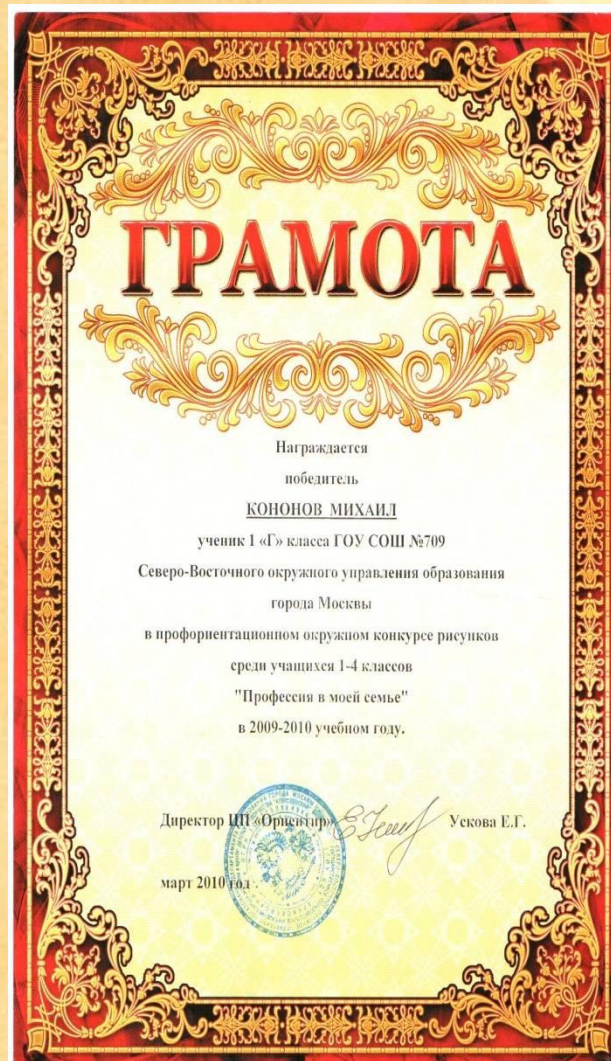 ГРАМОТА
Награждается
победитель
КОНОНОВ МИХАИЛ
ученик 1 «Г» класса ГОУ СОШ №709
Северо-Восточного окружного управления образования
города Москвы
в профориентационном окружном конкурсе рисунков
среди учащихся 1-4 классов
"Профессия в моей семье"
в 2009-2010 учебном году.
Директор ЦП «Ориентир» Ускова Е.Г.
март 2010 год